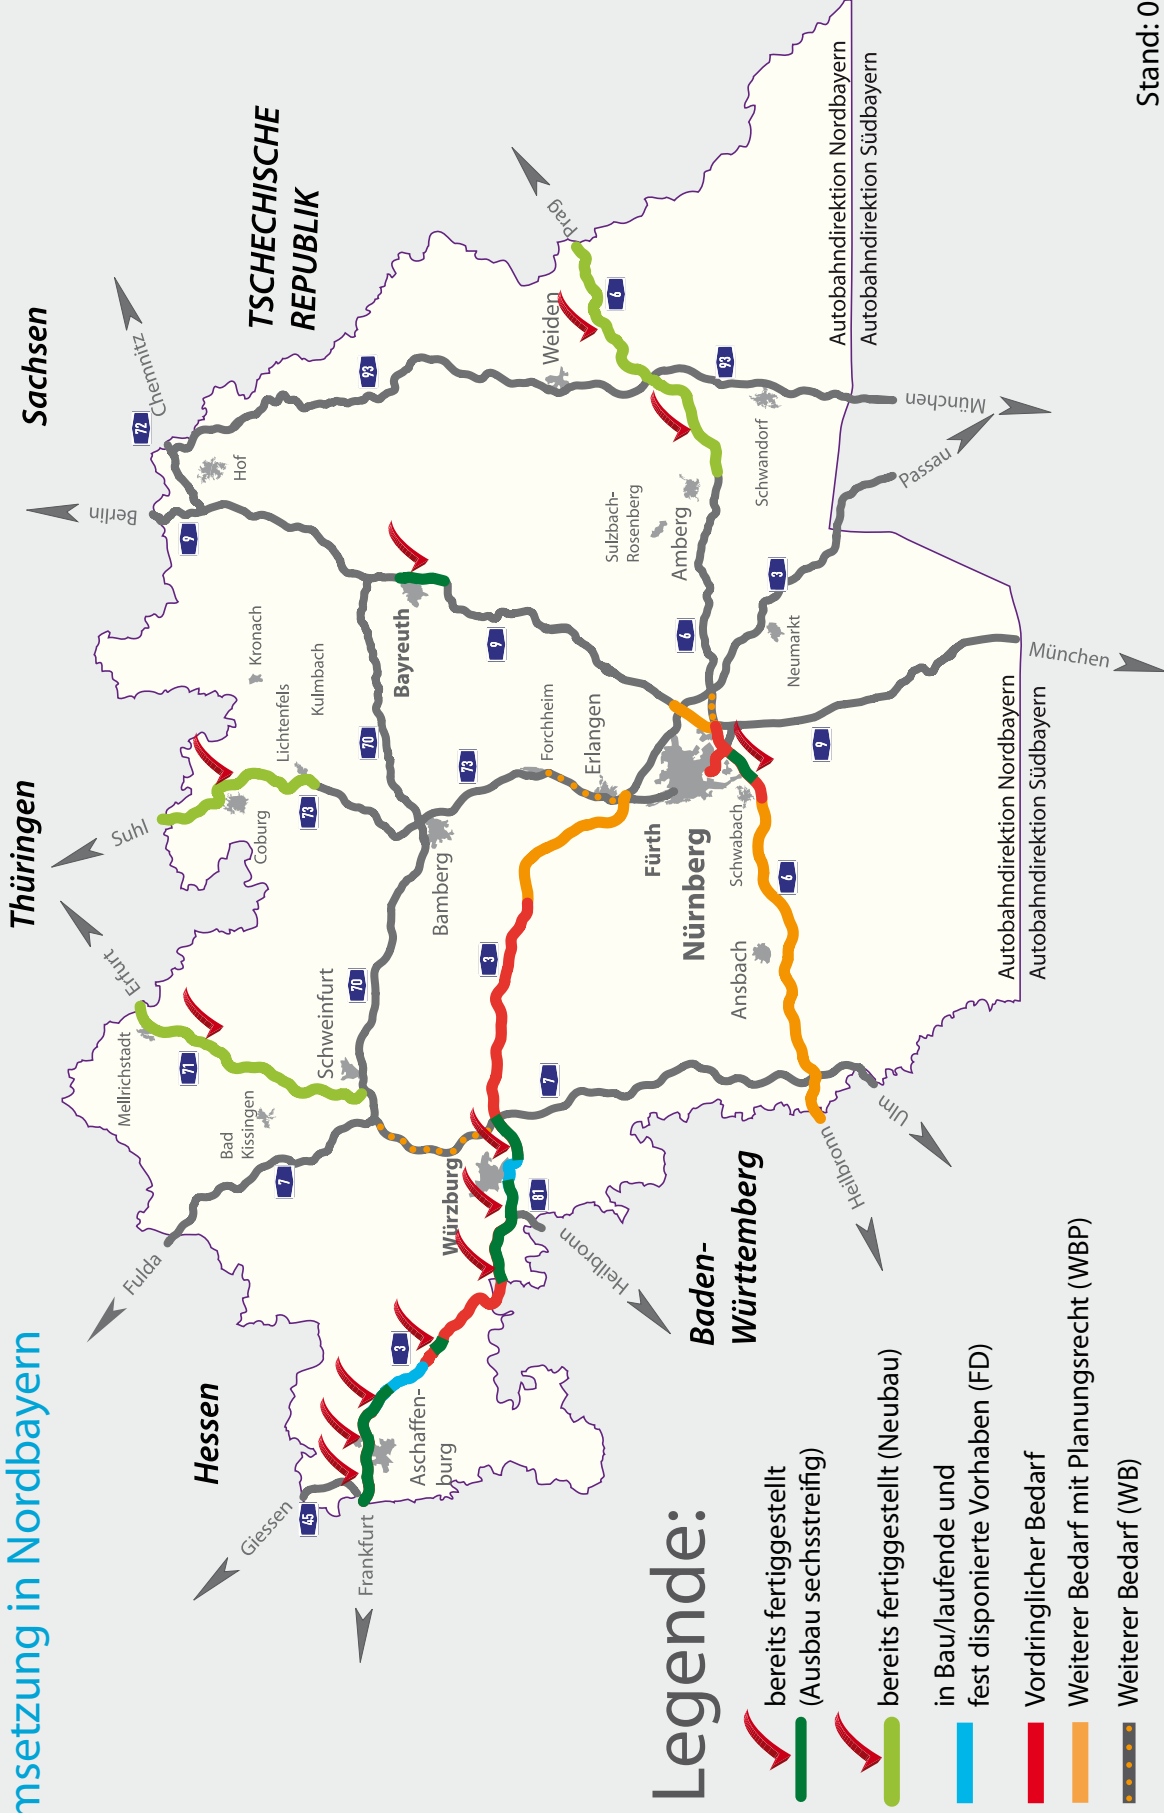 msetzung in Nordbayern
Hessen
Thüringen
Sachsen
TSCHECHISCHE
REPUBLIK
Baden-
Württemberg
Giessen
Frankfurt
Fulda
Erfurt
Suhl
Berlin
Chemnitz
Prag
München
Passau
München
Ulm
Heilbronn
Heilbronn
45
3
7
71
70
73
70
73
9
72
93
6
93
9
6
3
9
6
3
7
81
Mellrichstadt
Bad
Kissingen
Schweinfurt
Coburg
Lichtenfels
Kronach
Kulmbach
Hof
Bayreuth
Bamberg
Forchheim
Erlangen
Fürth
Nürnberg
Schwabach
Ansbach
Würzburg
Aschaffen-
burg
Weiden
Sulzbach-
Rosenberg
Amberg
Schwandorf
Neumarkt
Autobahndirektion Nordbayern
Autobahndirektion Südbayern
Autobahndirektion Nordbayern
Autobahndirektion Südbayern
Legende:
bereits fertiggestellt
(Ausbau sechsstreifig)
bereits fertiggestellt (Neubau)
in Bau/laufende und
fest disponierte Vorhaben (FD)
Vordringlicher Bedarf
Weiterer Bedarf mit Planungsrecht (WBP)
Weiterer Bedarf (WB)
Stand: 0